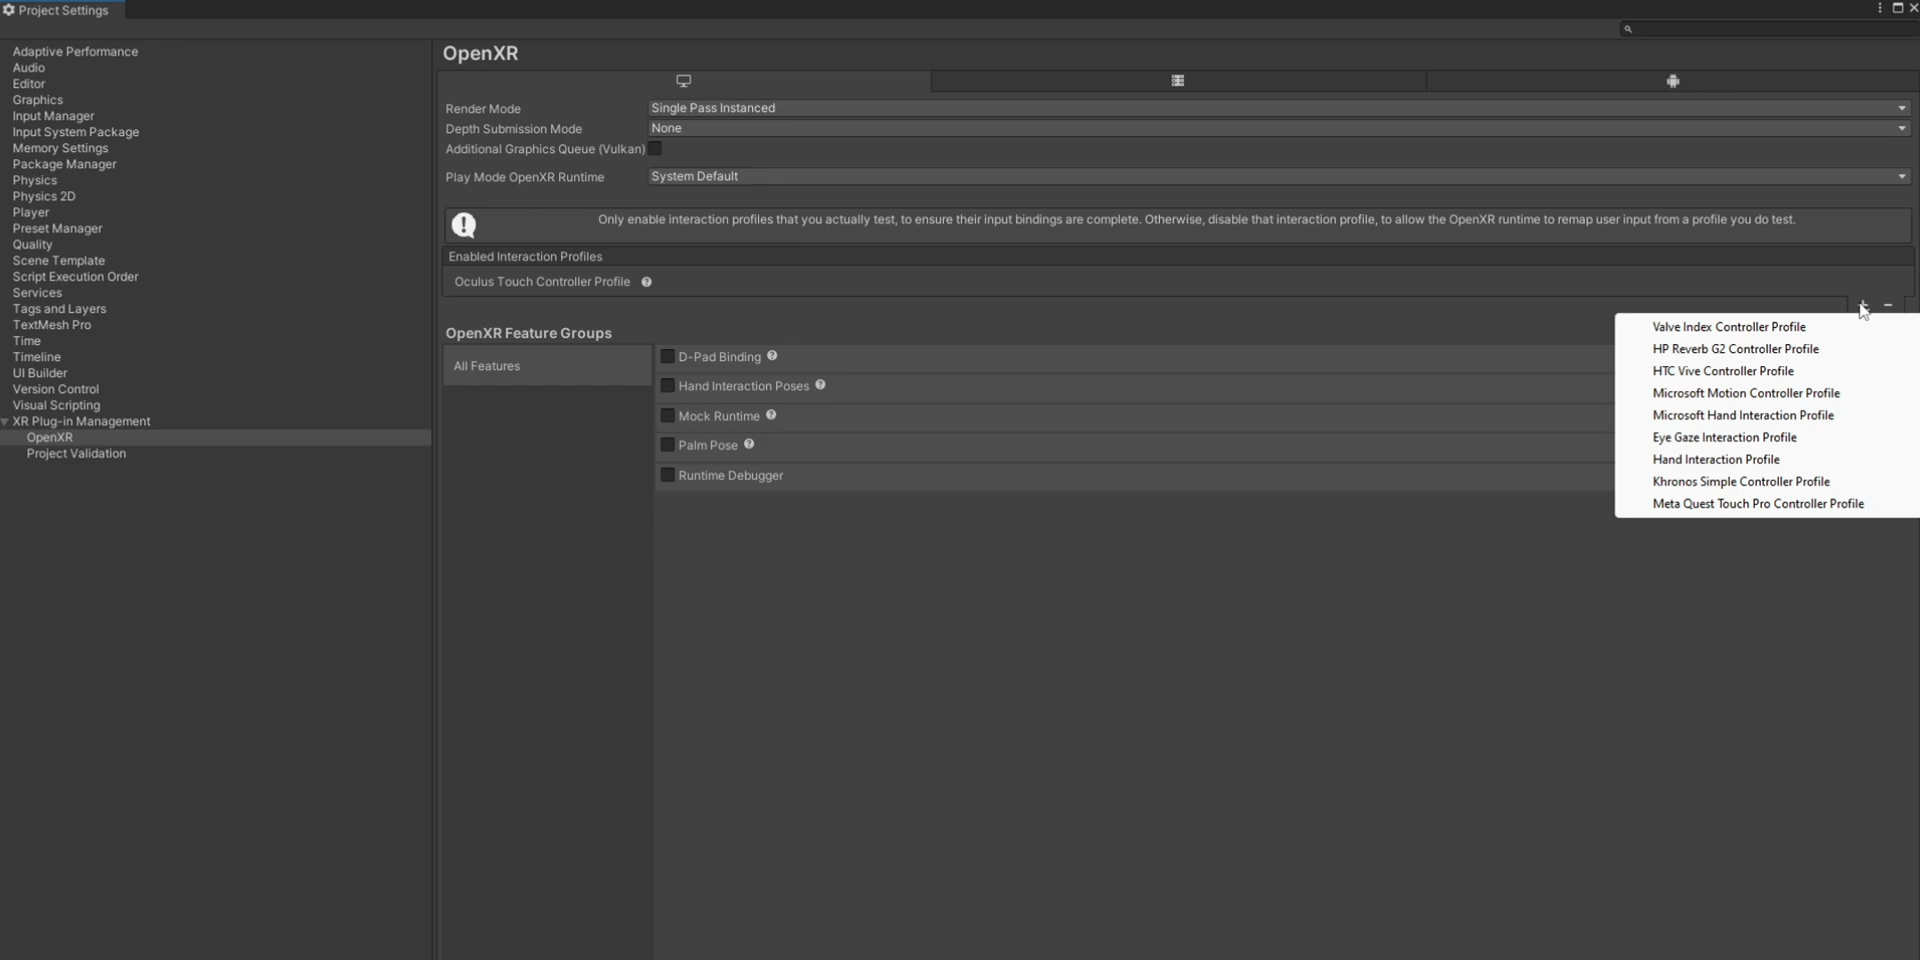 Project Settings
Adaptive Performance
Audio
Editor
Graphics
Input Manager
Input System Package
Memory Settings
Package Manager
Physics
Physics 2D
Player
Preset Manager
Quality
Scene Template
Script Execution Order
Services
Tags and Layers
TextMesh Pro
Time
Timeline
UI Builder
Version Control
Visual Scripting
XR Plug-in Management
OpenXR
Project Validation
OpenXR
Render Mode Single Pass Instanced
Depth Submission Mode None
Additional Graphics Queue (Vulkan)
Play Mode OpenXR Runtime System Default
Only enable interaction profiles that you actually test, to ensure their input bindings are complete. Otherwise, disable that interaction profile, to allow the OpenXR runtime to remap user input from a profile you do test.
Enabled Interaction Profiles
Oculus Touch Controller Profile
OpenXR Feature Groups
All Features
D-Pad Binding
Hand Interaction Poses
Mock Runtime
Palm Pose
Runtime Debugger
Valve Index Controller Profile
HP Reverb G2 Controller Profile
HTC Vive Controller Profile
Microsoft Motion Controller Profile
Microsoft Hand Interaction Profile
Eye Gaze Interaction Profile
Hand Interaction Profile
Khronos Simple Controller Profile
Meta Quest Touch Pro Controller Profile